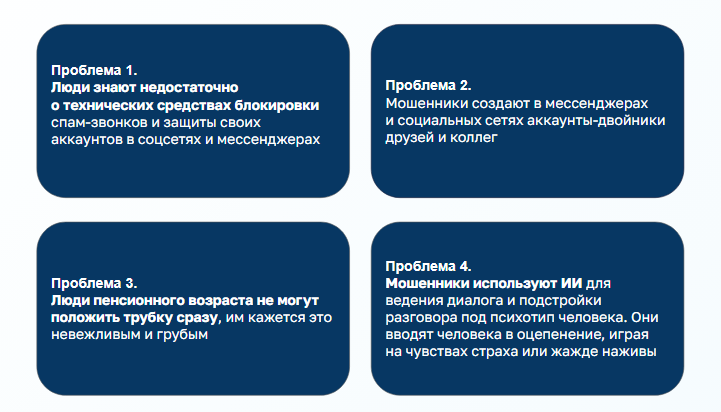 Проблема 1.
Люди знают недостаточно
о технических средствах блокировки
спам-звонков и защиты своих
аккаунтов в соцсетях и мессенджерах
Проблема 2.
Мошенники создают в мессенджерах
и социальных сетях аккаунты-двойники
друзей и коллег
Проблема 3.
Люди пенсионного возраста не могут
положить трубку сразу, им кажется это
невежливым и грубым
Проблема 4.
Мошенники используют ИИ для
ведения диалога и подстройки
разговора под психотип человека. Они
вводят человека в оцепенение, играя
на чувствах страха или жажде наживы